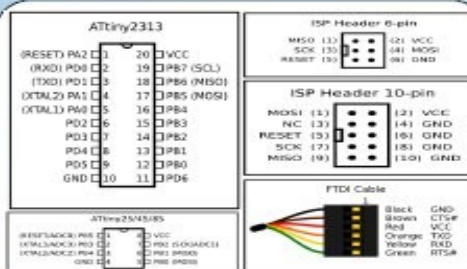 ATtiny2313
(RESET) PA2 1 20 VCC
(RXD) PD0 2 19 PB7 (SCL)
(TXD) PD1 3 18 PB6 (MISO)
(XTAL2) PA1 4 17 PB5 (MOSI)
(XTAL1) PA0 5 16 PB4
PD2 6 15 PB3
PD3 7 14 PB2
PD4 8 13 PB1
PD5 9 12 PB0
GND 10 11 PD6
ATtiny25/45/85
ISP Header 6-pin
MISO (1) (2) VCC
SCK (3) (4) MOSI
RESET (5) (6) GND
ISP Header 10-pin
MOSI (1) (2) VCC
NC (3) (4) GND
RESET (5) (6) GND
SCK (7) (8) GND
MISO (9) (10) GND
FTDI Cable
Black GND
Brown CTS#
Red VCC
Orange TXD
Yellow RXD
Green RTS#